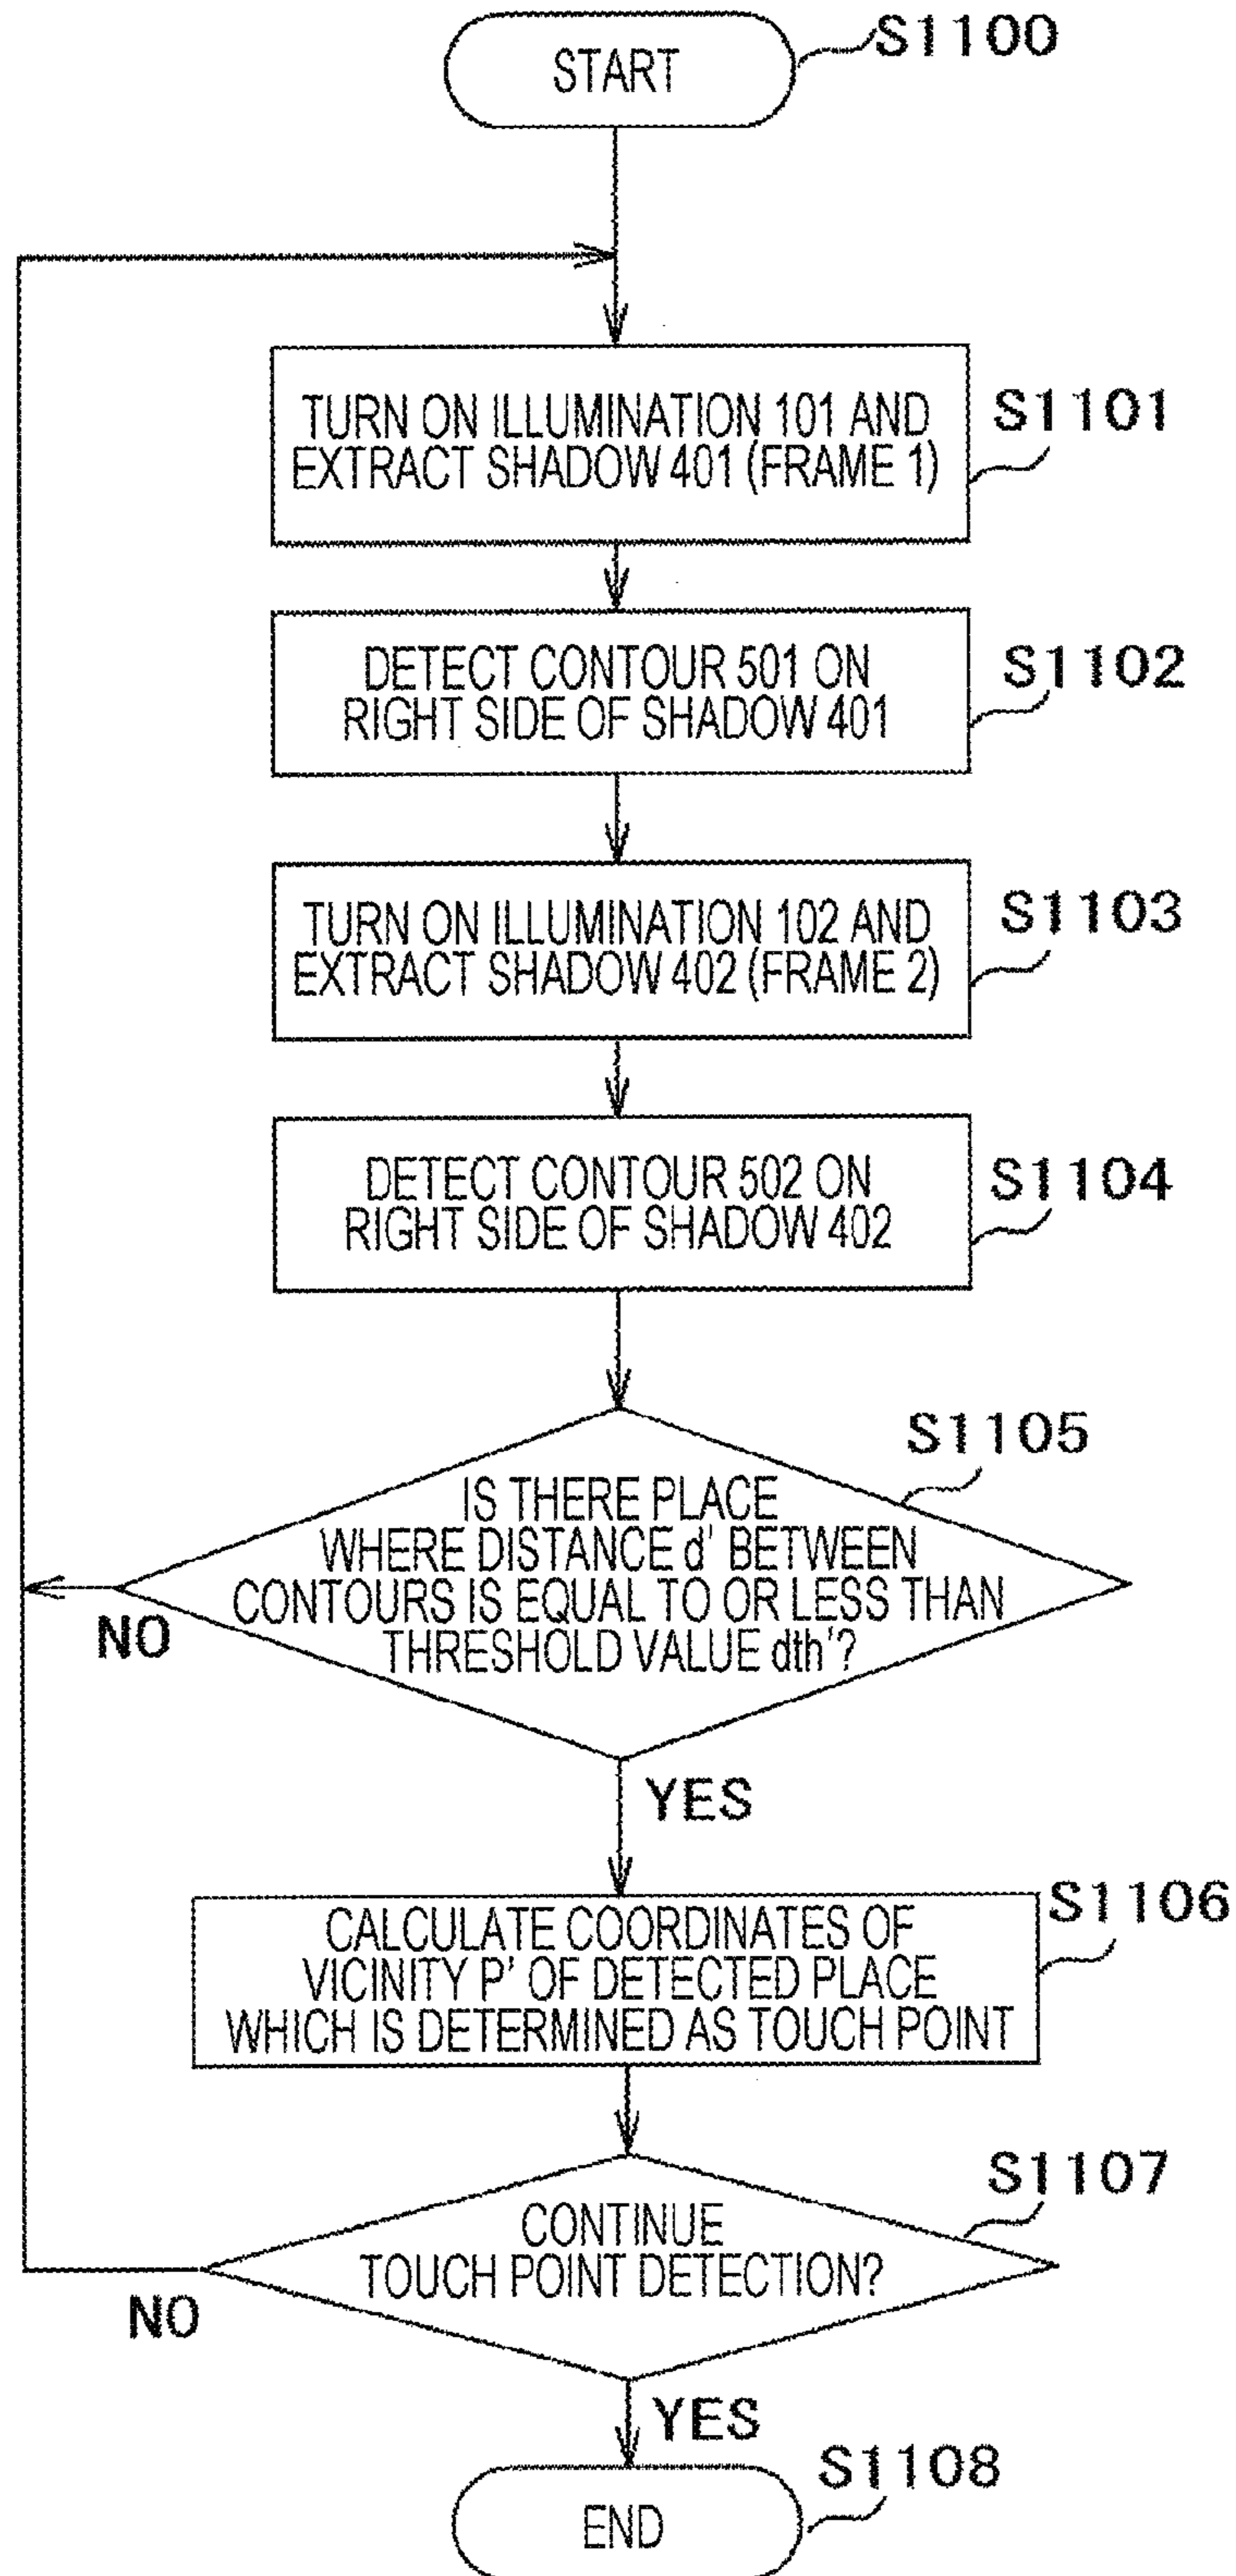 START
S1100
TURN ON ILLUMINATION 101 AND
EXTRACT SHADOW 401 (FRAME 1)
S1101
DETECT CONTOUR 501 ON
RIGHT SIDE OF SHADOW 401
S1102
TURN ON ILLUMINATION 102 AND
EXTRACT SHADOW 402 (FRAME 2)
S1103
DETECT CONTOUR 502 ON
RIGHT SIDE OF SHADOW 402
S1104
S1105
IS THERE PLACE
WHERE DISTANCE d' BETWEEN
CONTOURS IS EQUAL TO OR LESS THAN
THRESHOLD VALUE dth'?
NO
YES
CALCULATE COORDINATES OF
VICINITY P' OF DETECTED PLACE
WHICH IS DETERMINED AS TOUCH POINT
S1106
S1107
CONTINUE
TOUCH POINT DETECTION?
NO
YES
END
S1108